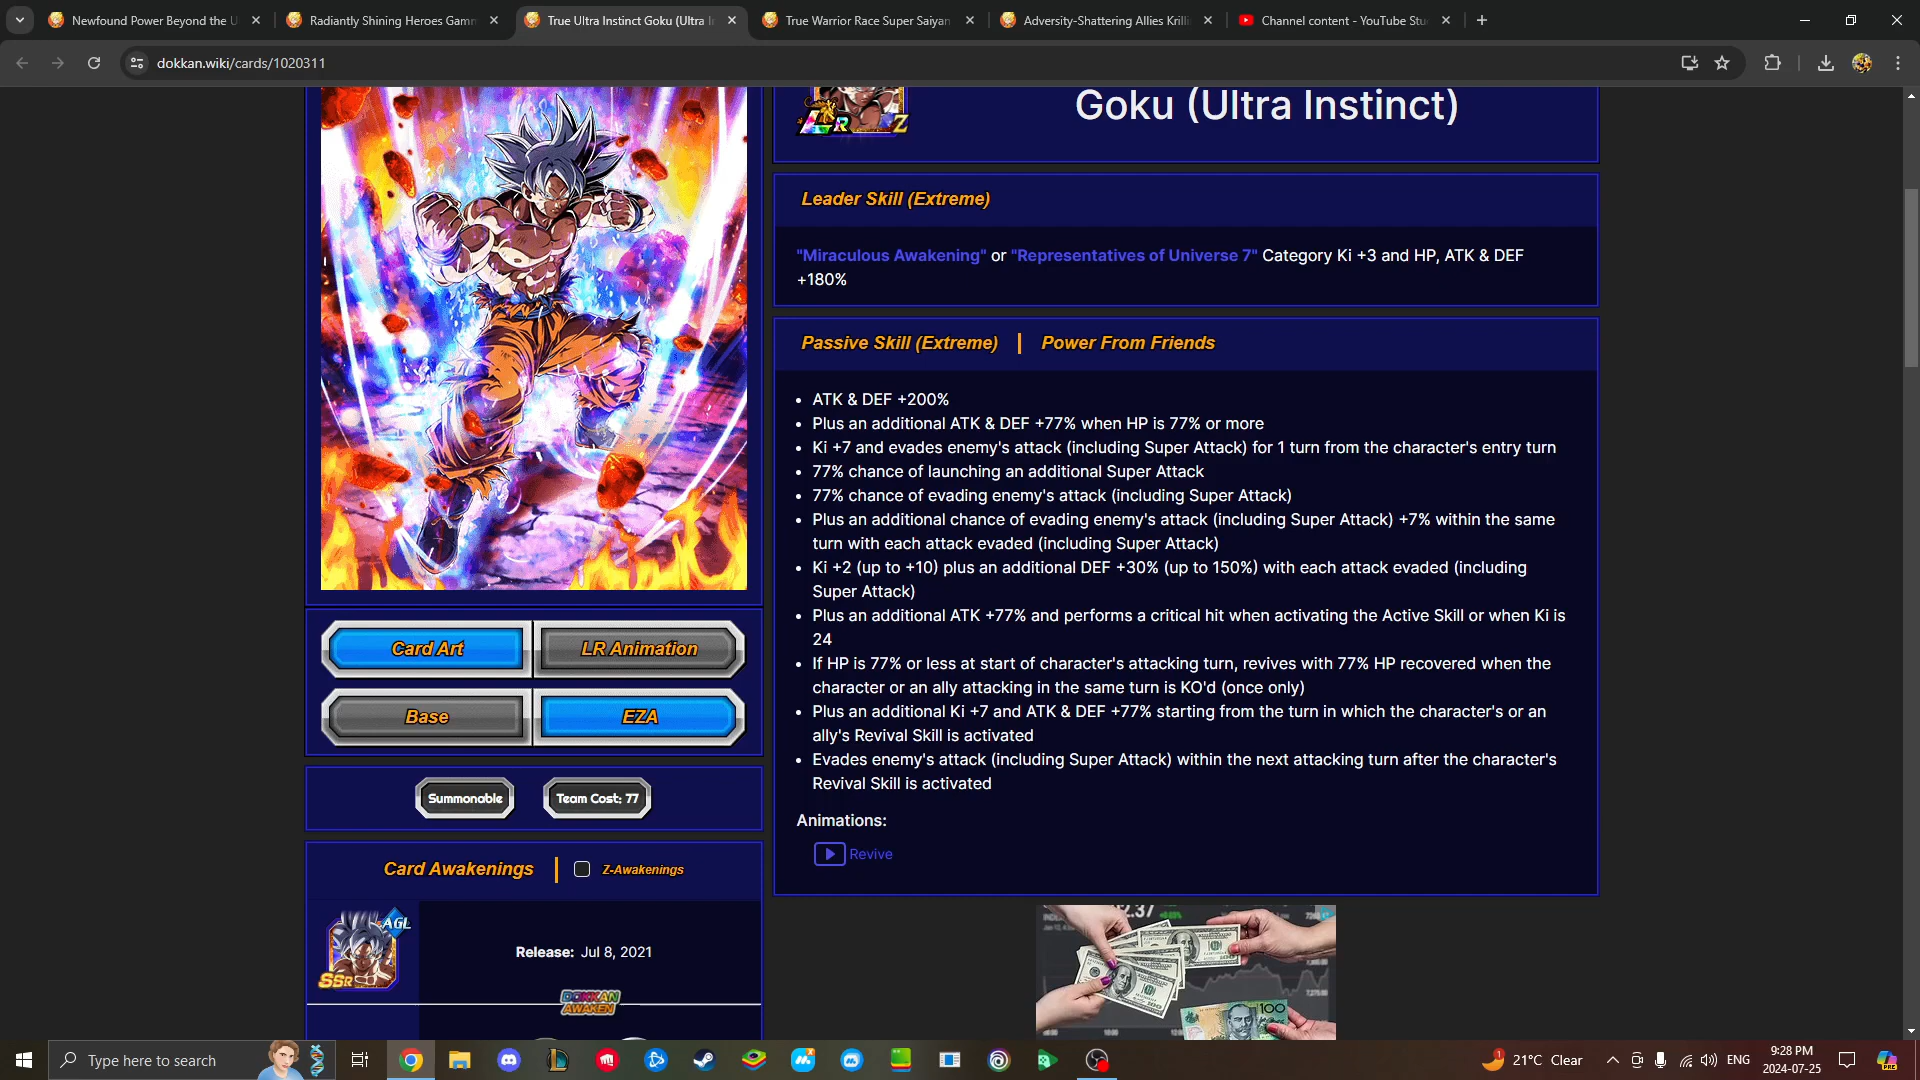 Newfound Power Beyond the U
Radiantly Shining Heroes Gamm
True Ultra Instinct Goku (Ultra I
True Warrior Race Super Saiyan
Adversity-Shattering Allies Krilli
Channel content - YouTube Stu
dokkan.wiki/cards/1020311
LR
Z
Goku (Ultra Instinct)
Leader Skill (Extreme)
"Miraculous Awakening" or "Representatives of Universe 7" Category Ki +3 and HP, ATK & DEF
+180%
Passive Skill (Extreme) | Power From Friends
• ATK & DEF +200%
• Plus an additional ATK & DEF +77% when HP is 77% or more
• Ki +7 and evades enemy's attack (including Super Attack) for 1 turn from the character's entry turn
• 77% chance of launching an additional Super Attack
• 77% chance of evading enemy's attack (including Super Attack)
• Plus an additional chance of evading enemy's attack (including Super Attack) +7% within the same
turn with each attack evaded (including Super Attack)
• Ki +2 (up to +10) plus an additional DEF +30% (up to 150%) with each attack evaded (including
Super Attack)
• Plus an additional ATK +77% and performs a critical hit when activating the Active Skill or when Ki is
24
• If HP is 77% or less at start of character's attacking turn, revives with 77% HP recovered when the
character or an ally attacking in the same turn is KO'd (once only)
• Plus an additional Ki +7 and ATK & DEF +77% starting from the turn in which the character's or an
ally's Revival Skill is activated
• Evades enemy's attack (including Super Attack) within the next attacking turn after the character's
Revival Skill is activated
Animations:
Revive
Card Art
LR Animation
Base
EZA
Summonable
Team Cost: 77
Card Awakenings | Z-Awakenings
AGL
SSR
Release: Jul 8, 2021
DOKKAN
AWAKEN
2.37
100
Type here to search
21°C Clear
ENG
9:28 PM
2024-07-25